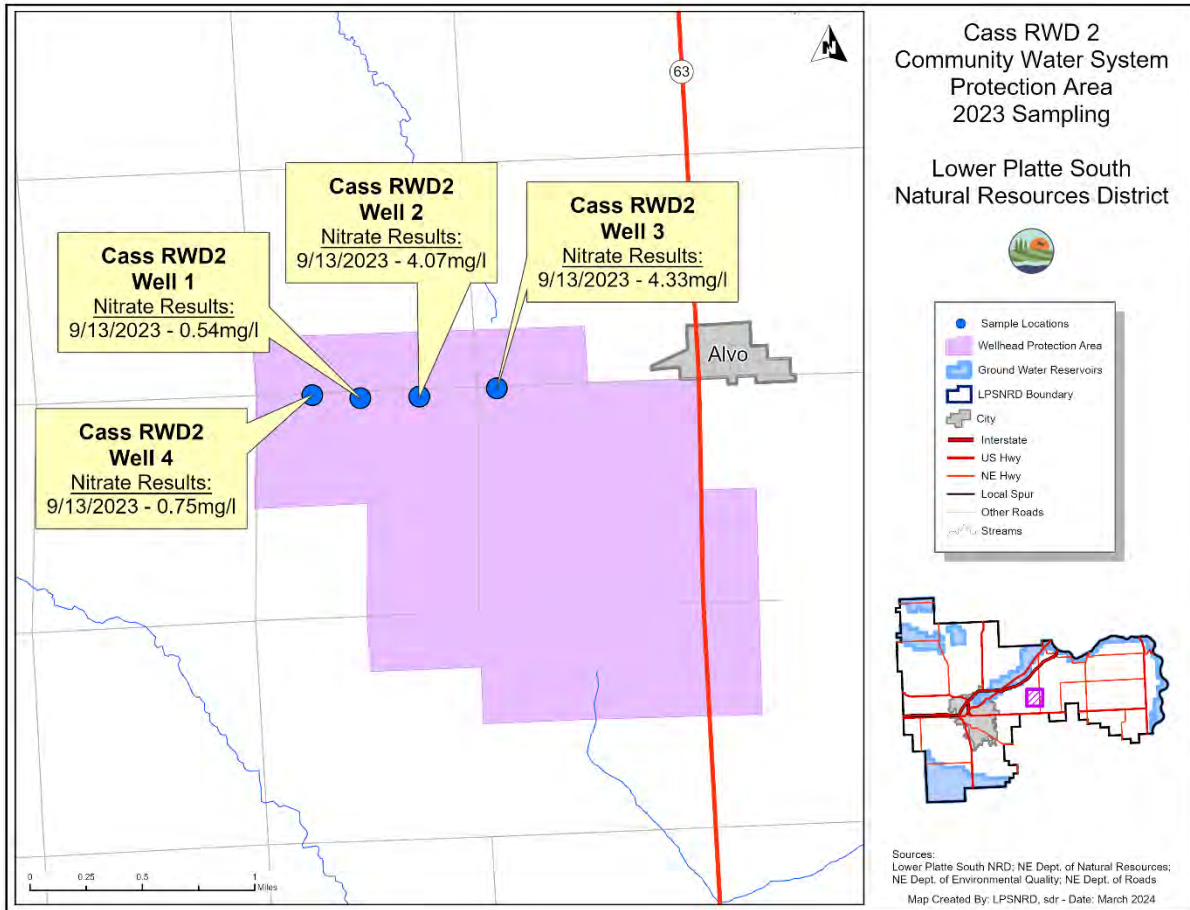 Cass RWD 2
Community Water System
Protection Area
2023 Sampling
Lower Platte South
Natural Resources District
N
63
Cass RWD2
Well 2
Nitrate Results:
9/13/2023 - 4.07mg/l
Cass RWD2
Well 3
Nitrate Results:
9/13/2023 - 4.33mg/l
Cass RWD2
Well 1
Nitrate Results:
9/13/2023 - 0.54mg/l
Cass RWD2
Well 4
Nitrate Results:
9/13/2023 - 0.75mg/l
Alvo
Sample Locations
Wellhead Protection Area
Ground Water Reservoirs
LPSNRD Boundary
City
Interstate
US Hwy
NE Hwy
Local Spur
Other Roads
Streams
0 0.25 0.5 1
Miles
Sources:
Lower Platte South NRD; NE Dept. of Natural Resources;
NE Dept. of Environmental Quality; NE Dept. of Roads
Map Created By: LPSNRD, sdr - Date: March 2024